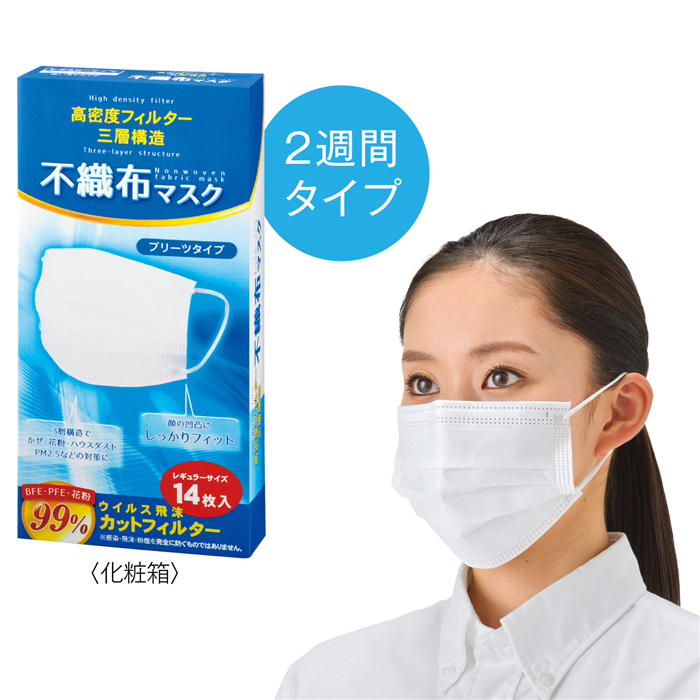 High density filter
高密度フィルター
三層構造
Three-layer structure
不織布マスク
Nonwoven
fabric mask
プリーツタイプ
不織布マスク
3層構造で
かぜ・花粉・ハウスダスト
PM2.5などの対策に
顔の凹凸に
しっかりフィット
レギュラーサイズ
14枚入
BFE・PFE・花粉
99%
ウイルス飛沫
カットフィルター
※感染・飛沫・粉塵を完全に防ぐものではありません。
〈化粧箱〉
2週間
タイプ